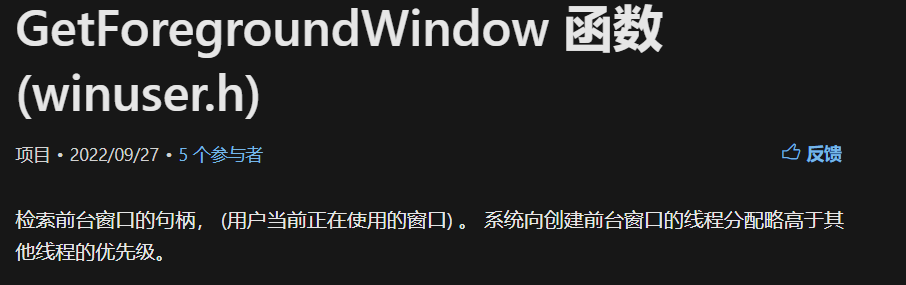 GetForegroundWindow 函数
(winuser.h)
项目 • 2022/09/27 • 5 个参与者
反馈
检索前台窗口的句柄， (用户当前正在使用的窗口) 。 系统向创建前台窗口的线程分配略高于其
他线程的优先级。